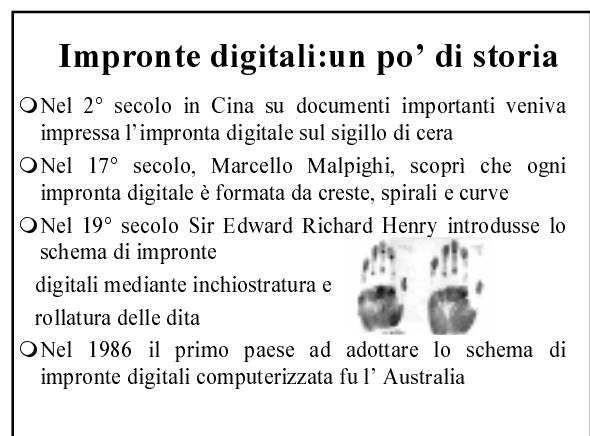 Impronte digitali:un po’ di storia
Nel 2° secolo in Cina su documenti importanti veniva
impressa l’impronta digitale sul sigillo di cera
Nel 17° secolo, Marcello Malpighi, scoprì che ogni
impronta digitale è formata da creste, spirali e curve
Nel 19° secolo Sir Edward Richard Henry introdusse lo
schema di impronte
digitali mediante inchiostratura e
rollatura delle dita
Nel 1986 il primo paese ad adottare lo schema di
impronte digitali computerizzata fu l’ Australia